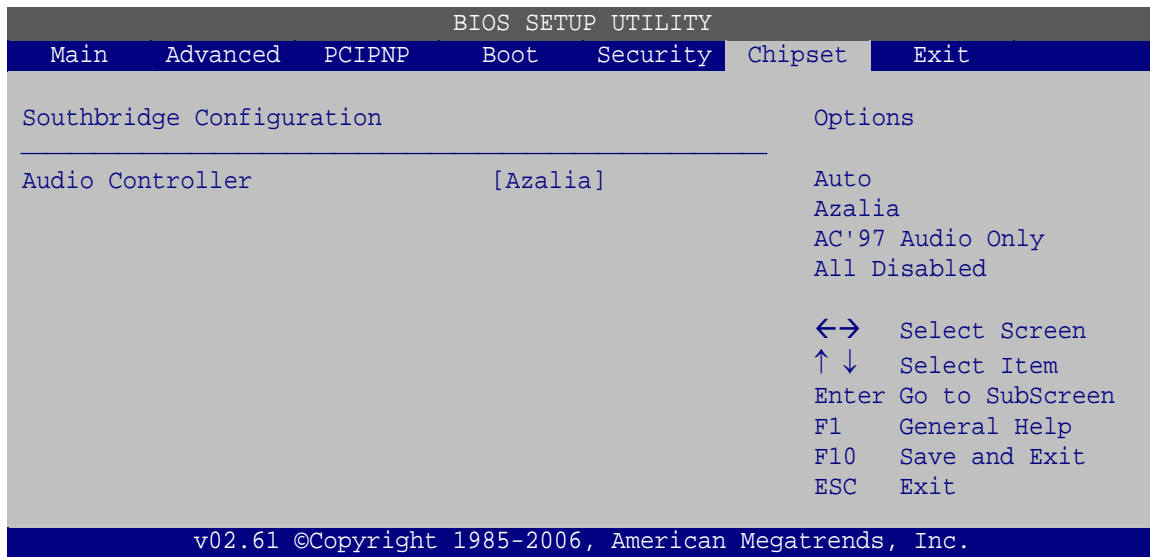 BIOS SETUP UTILITY
Main Advanced PCIPNP Boot Security Chipset Exit
Southbridge Configuration
Audio Controller [Azalia]
Options
Auto
Azalia
AC'97 Audio Only
All Disabled
←→ Select Screen
↑ ↓ Select Item
Enter Go to SubScreen
F1 General Help
F10 Save and Exit
ESC Exit
v02.61 ©Copyright 1985-2006, American Megatrends, Inc.